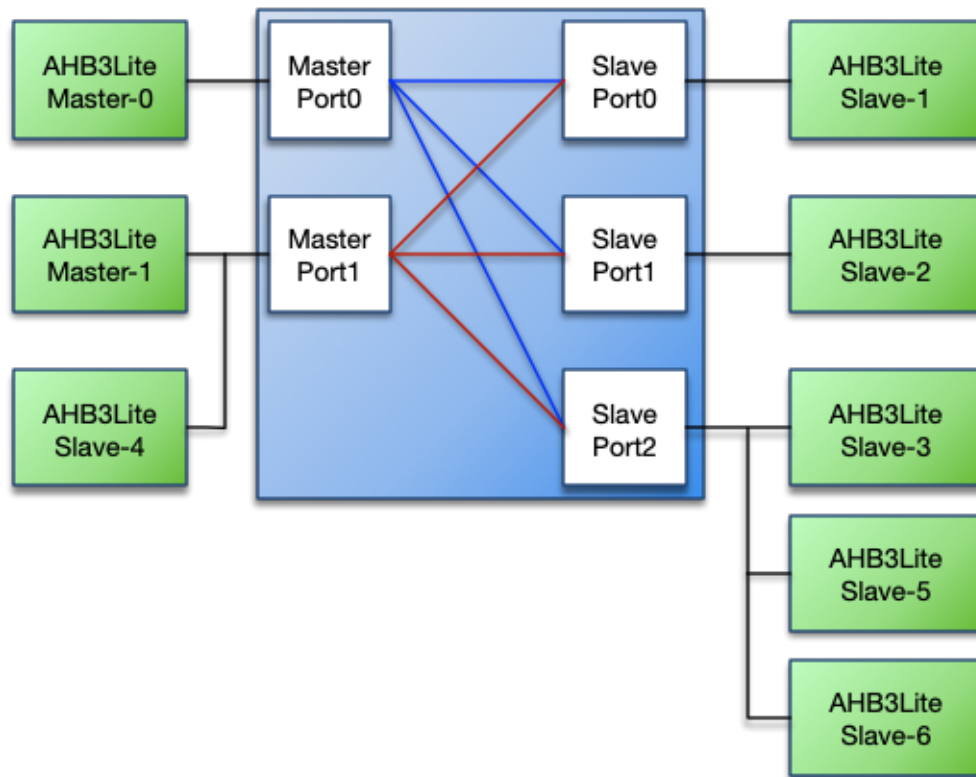 AHB3Lite
Master-0
Master
Port0
Slave
Port0
AHB3Lite
Slave-1
AHB3Lite
Master-1
Master
Port1
Slave
Port1
AHB3Lite
Slave-2
AHB3Lite
Slave-4
Slave
Port2
AHB3Lite
Slave-3
AHB3Lite
Slave-5
AHB3Lite
Slave-6